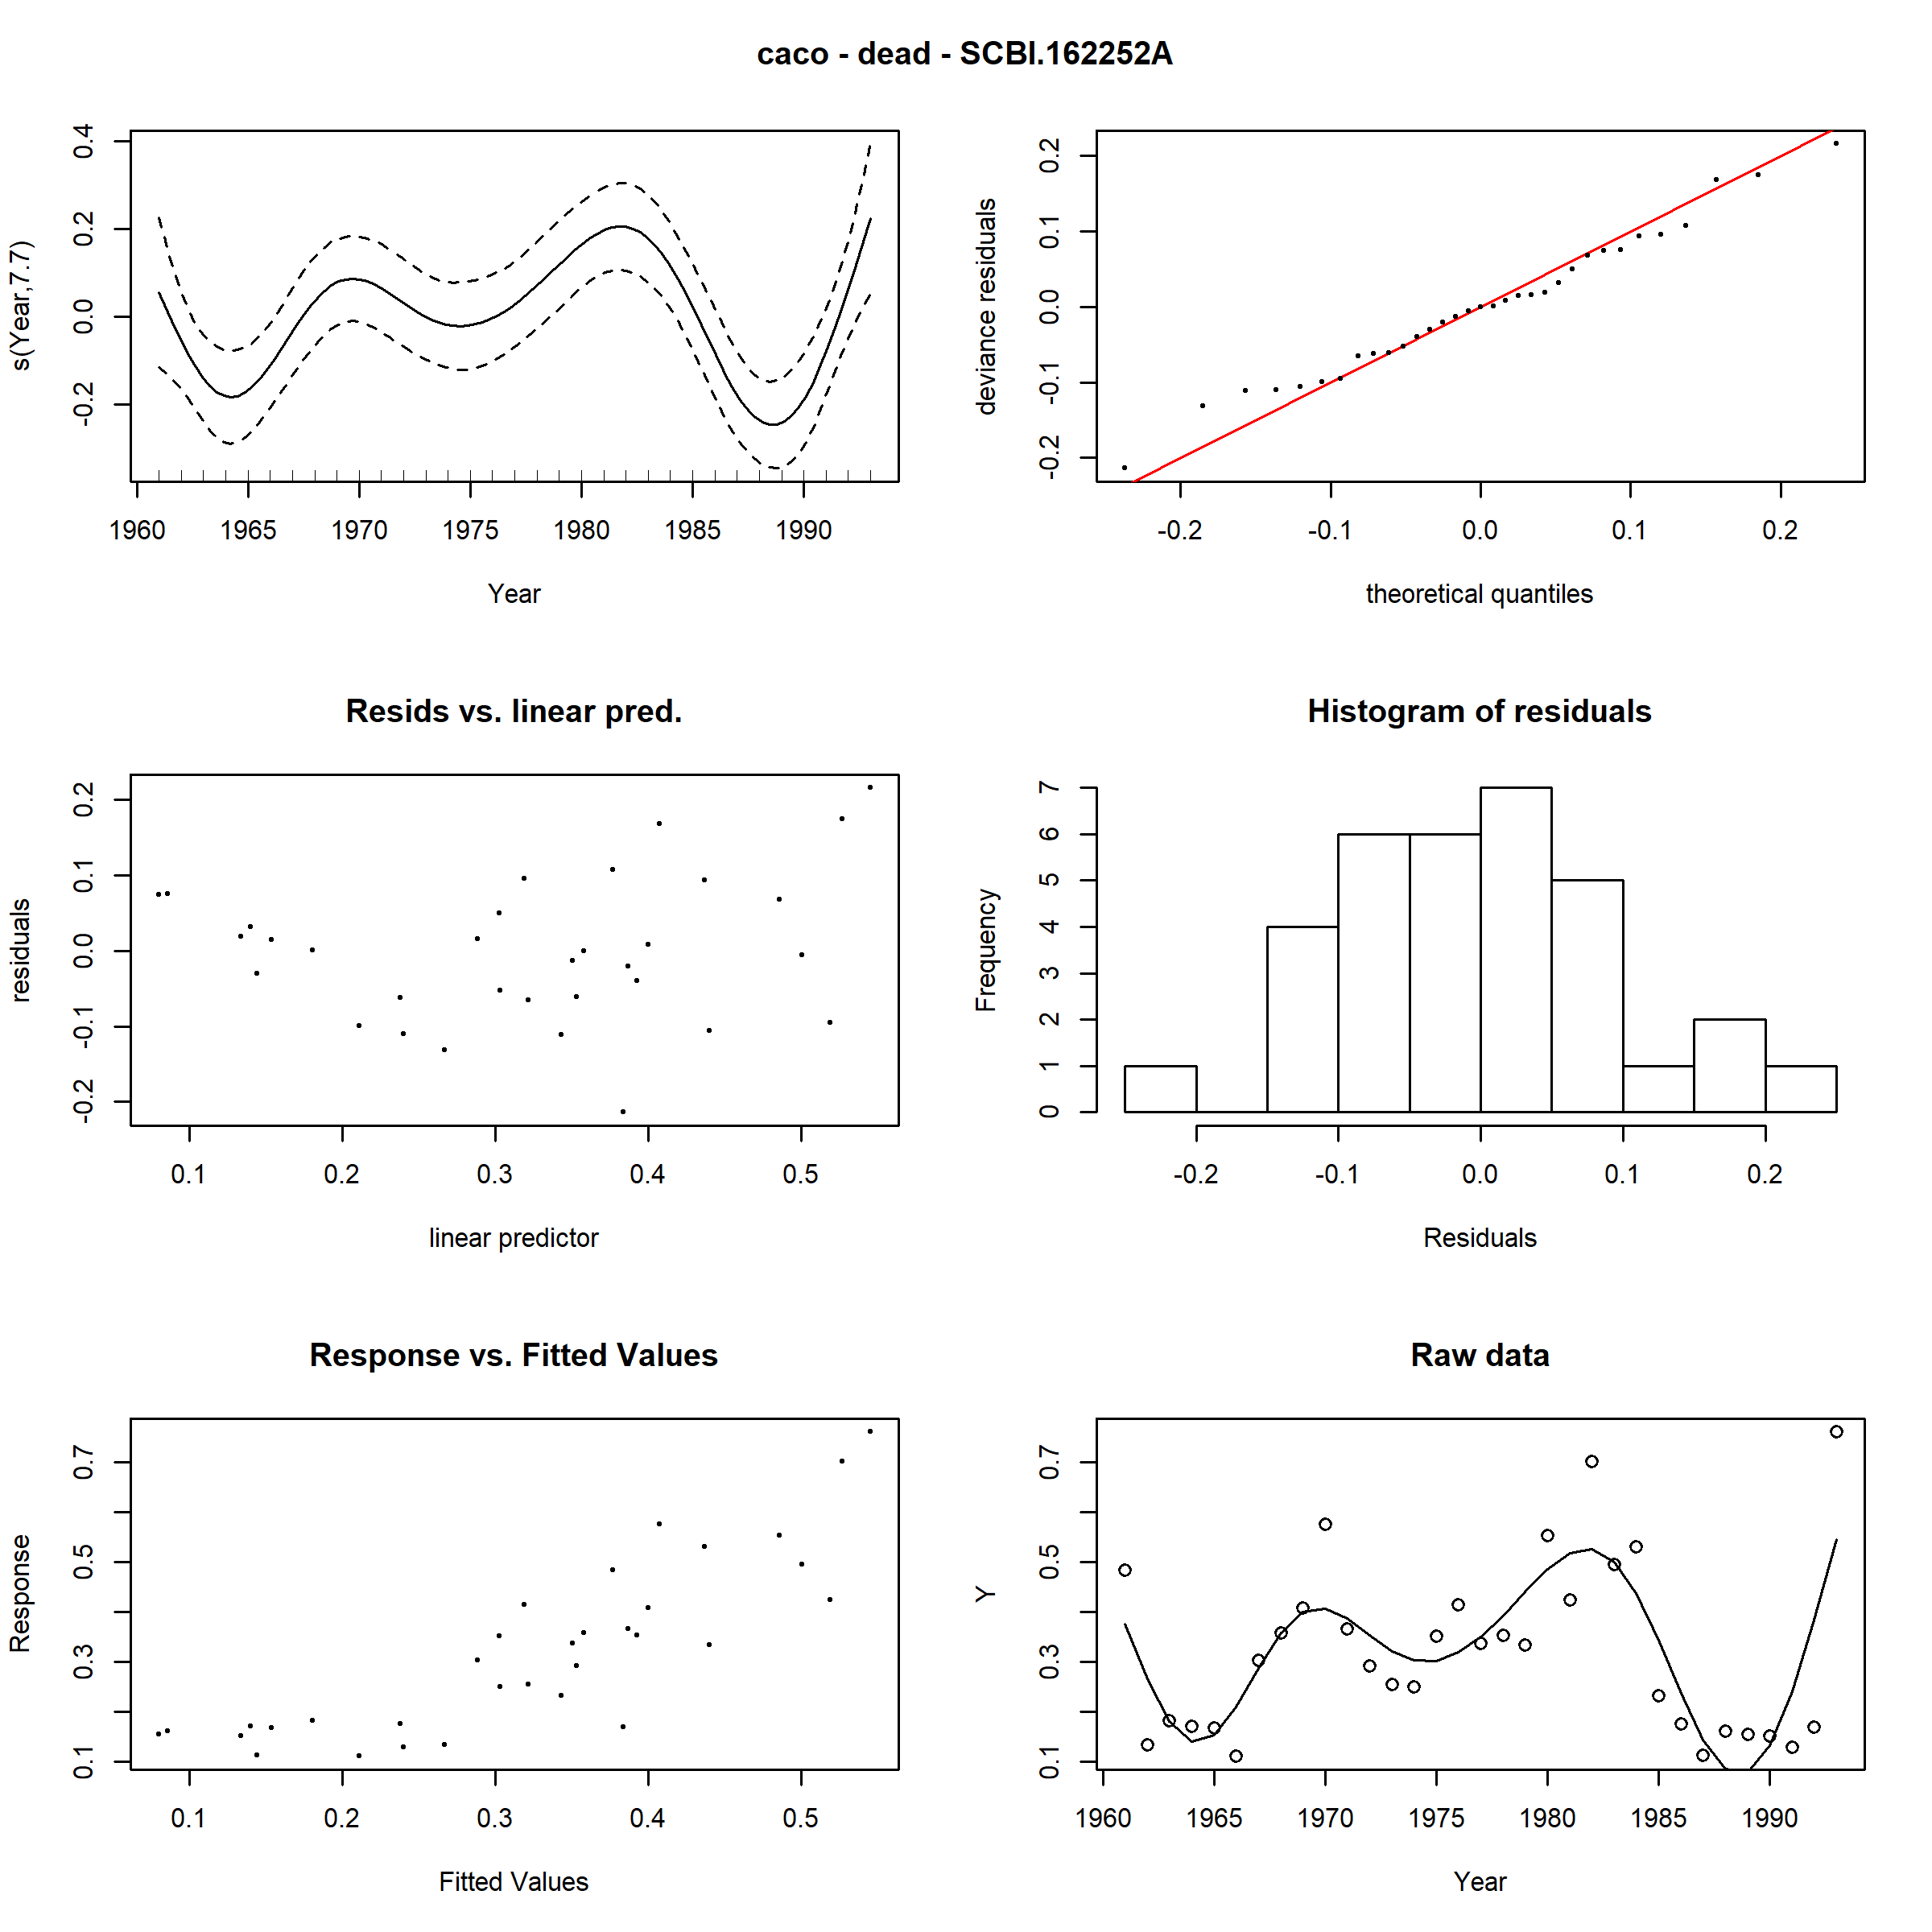 caco - dead - SCBI.162252A
s(Year,7.7)
0.4
0.2
0.0
-0.2
1960 1965 1970 1975 1980 1985 1990
Year
deviance residuals
0.2
0.1
0.0
-0.1
-0.2
-0.2 -0.1 0.0 0.1 0.2
theoretical quantiles
Resids vs. linear pred.
residuals
0.2
0.1
0.0
-0.1
-0.2
0.1 0.2 0.3 0.4 0.5
linear predictor
Histogram of residuals
Frequency
7
6
5
4
3
2
1
0
-0.2 -0.1 0.0 0.1 0.2
Residuals
Response vs. Fitted Values
Response
0.7
0.5
0.3
0.1
0.1 0.2 0.3 0.4 0.5
Fitted Values
Raw data
Y
0.7
0.5
0.3
0.1
1960 1965 1970 1975 1980 1985 1990
Year